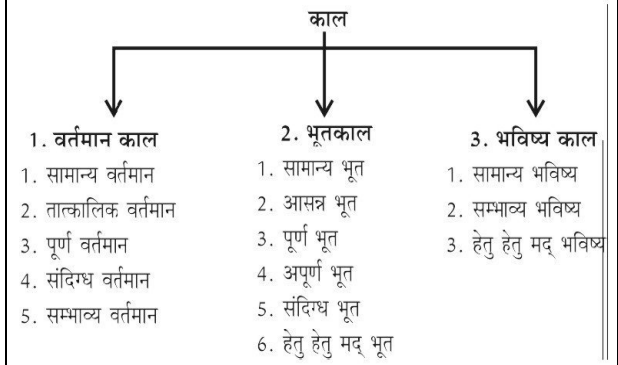 काल
1. वर्तमान काल
1. सामान्य वर्तमान
2. तात्कालिक वर्तमान
3. पूर्ण वर्तमान
4. संदिग्ध वर्तमान
5. सम्भाव्य वर्तमान
2. भूतकाल
1. सामान्य भूत
2. आसन्न भूत
3. पूर्ण भूत
4. अपूर्ण भूत
5. संदिग्ध भूत
6. हेतु हेतु मद् भूत
3. भविष्य काल
1. सामान्य भविष्य
2. सम्भाव्य भविष्य
3. हेतु हेतु मद् भविष्य